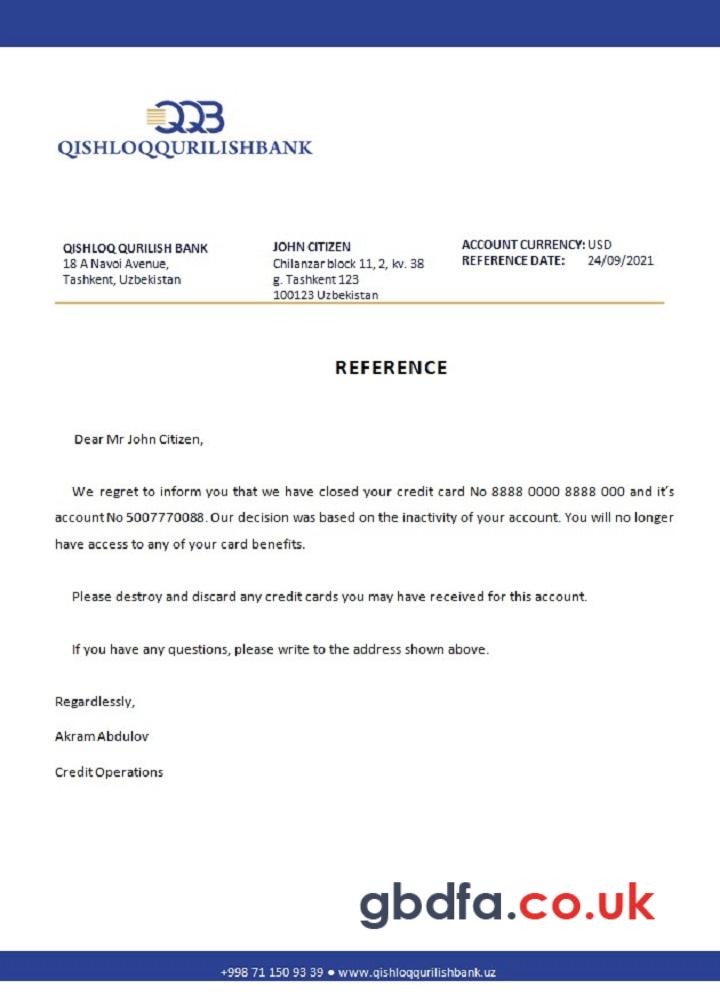 QQB
QISHLOQQURILISHBANK
QISHLOQ QURILISH BANK
18 A Navoi Avenue,
Tashkent, Uzbekistan
JOHN CITIZEN
Chilanzar block 11, 2, kv. 38
g. Tashkent 123
100123 Uzbekistan
ACCOUNT CURRENCY: USD
REFERENCE DATE: 24/09/2021
REFERENCE
Dear Mr John Citizen,
We regret to inform you that we have closed your credit card No 8888 0000 8888 000 and it's
account No 5007770088. Our decision was based on the inactivity of your account. You will no longer
have access to any of your card benefits.
Please destroy and discard any credit cards you may have received for this account.
If you have any questions, please write to the address shown above.
Regardlessly,
Akram Abdulov
Credit Operations
gbdfa.co.uk
+998 71 150 93 39 ● www.qishloqqurilishbank.uz